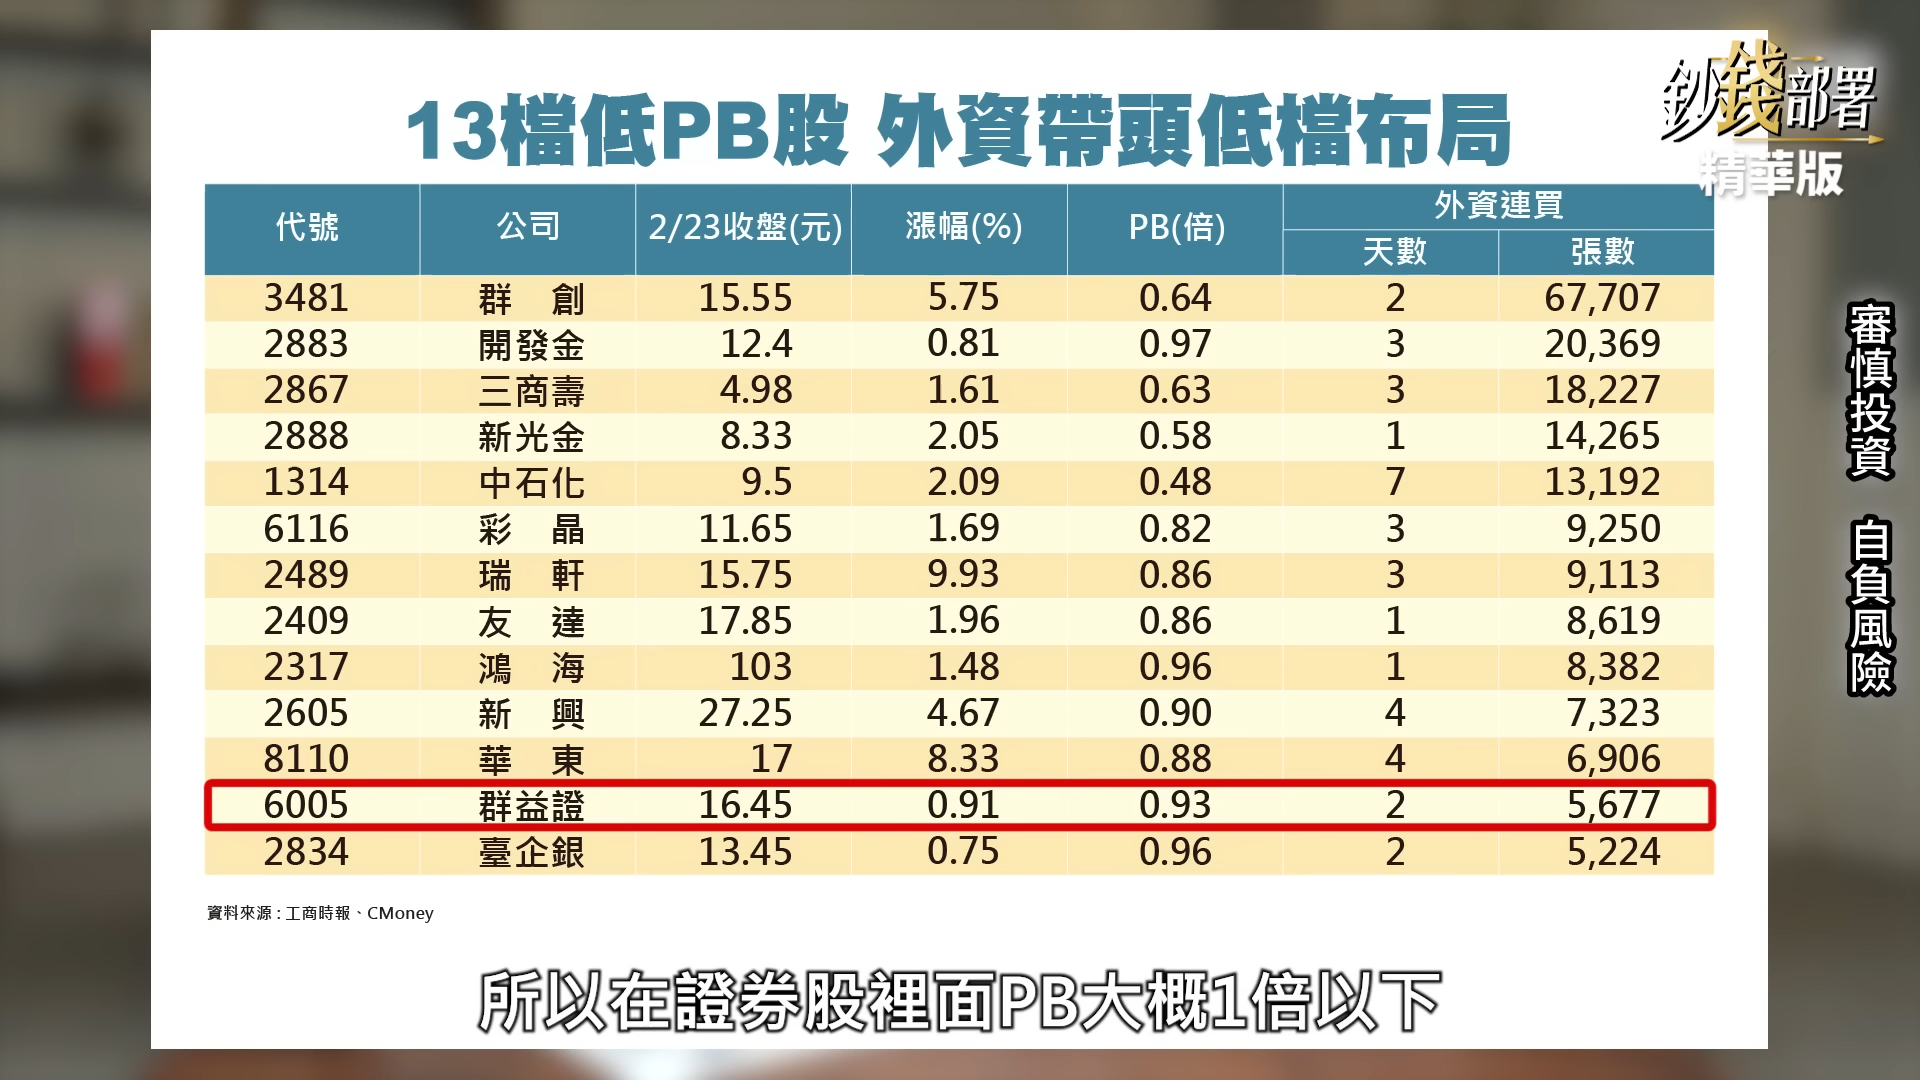 13檔低PB股 外資帶頭低檔布局
鈔錢部署
精華版
代號 公司 2/23收盤(元) 漲幅(%) PB(倍) 外資連買
天數 張數
3481 群創 15.55 5.75 0.64 2 67,707
2883 開發金 12.4 0.81 0.97 3 20,369
2867 三商壽 4.98 1.61 0.63 3 18,227
2888 新光金 8.33 2.05 0.58 1 14,265
1314 中石化 9.5 2.09 0.48 7 13,192
6116 彩晶 11.65 1.69 0.82 3 9,250
2489 瑞軒 15.75 9.93 0.86 3 9,113
2409 友達 17.85 1.96 0.86 1 8,619
2317 鴻海 103 1.48 0.96 1 8,382
2605 新興 27.25 4.67 0.90 4 7,323
8110 華東 17 8.33 0.88 4 6,906
6005 群益證 16.45 0.91 0.93 2 5,677
2834 臺企銀 13.45 0.75 0.96 2 5,224
資料來源：工商時報、CMoney
審慎投資 自負風險
所以在證券股裡面PB大概1倍以下